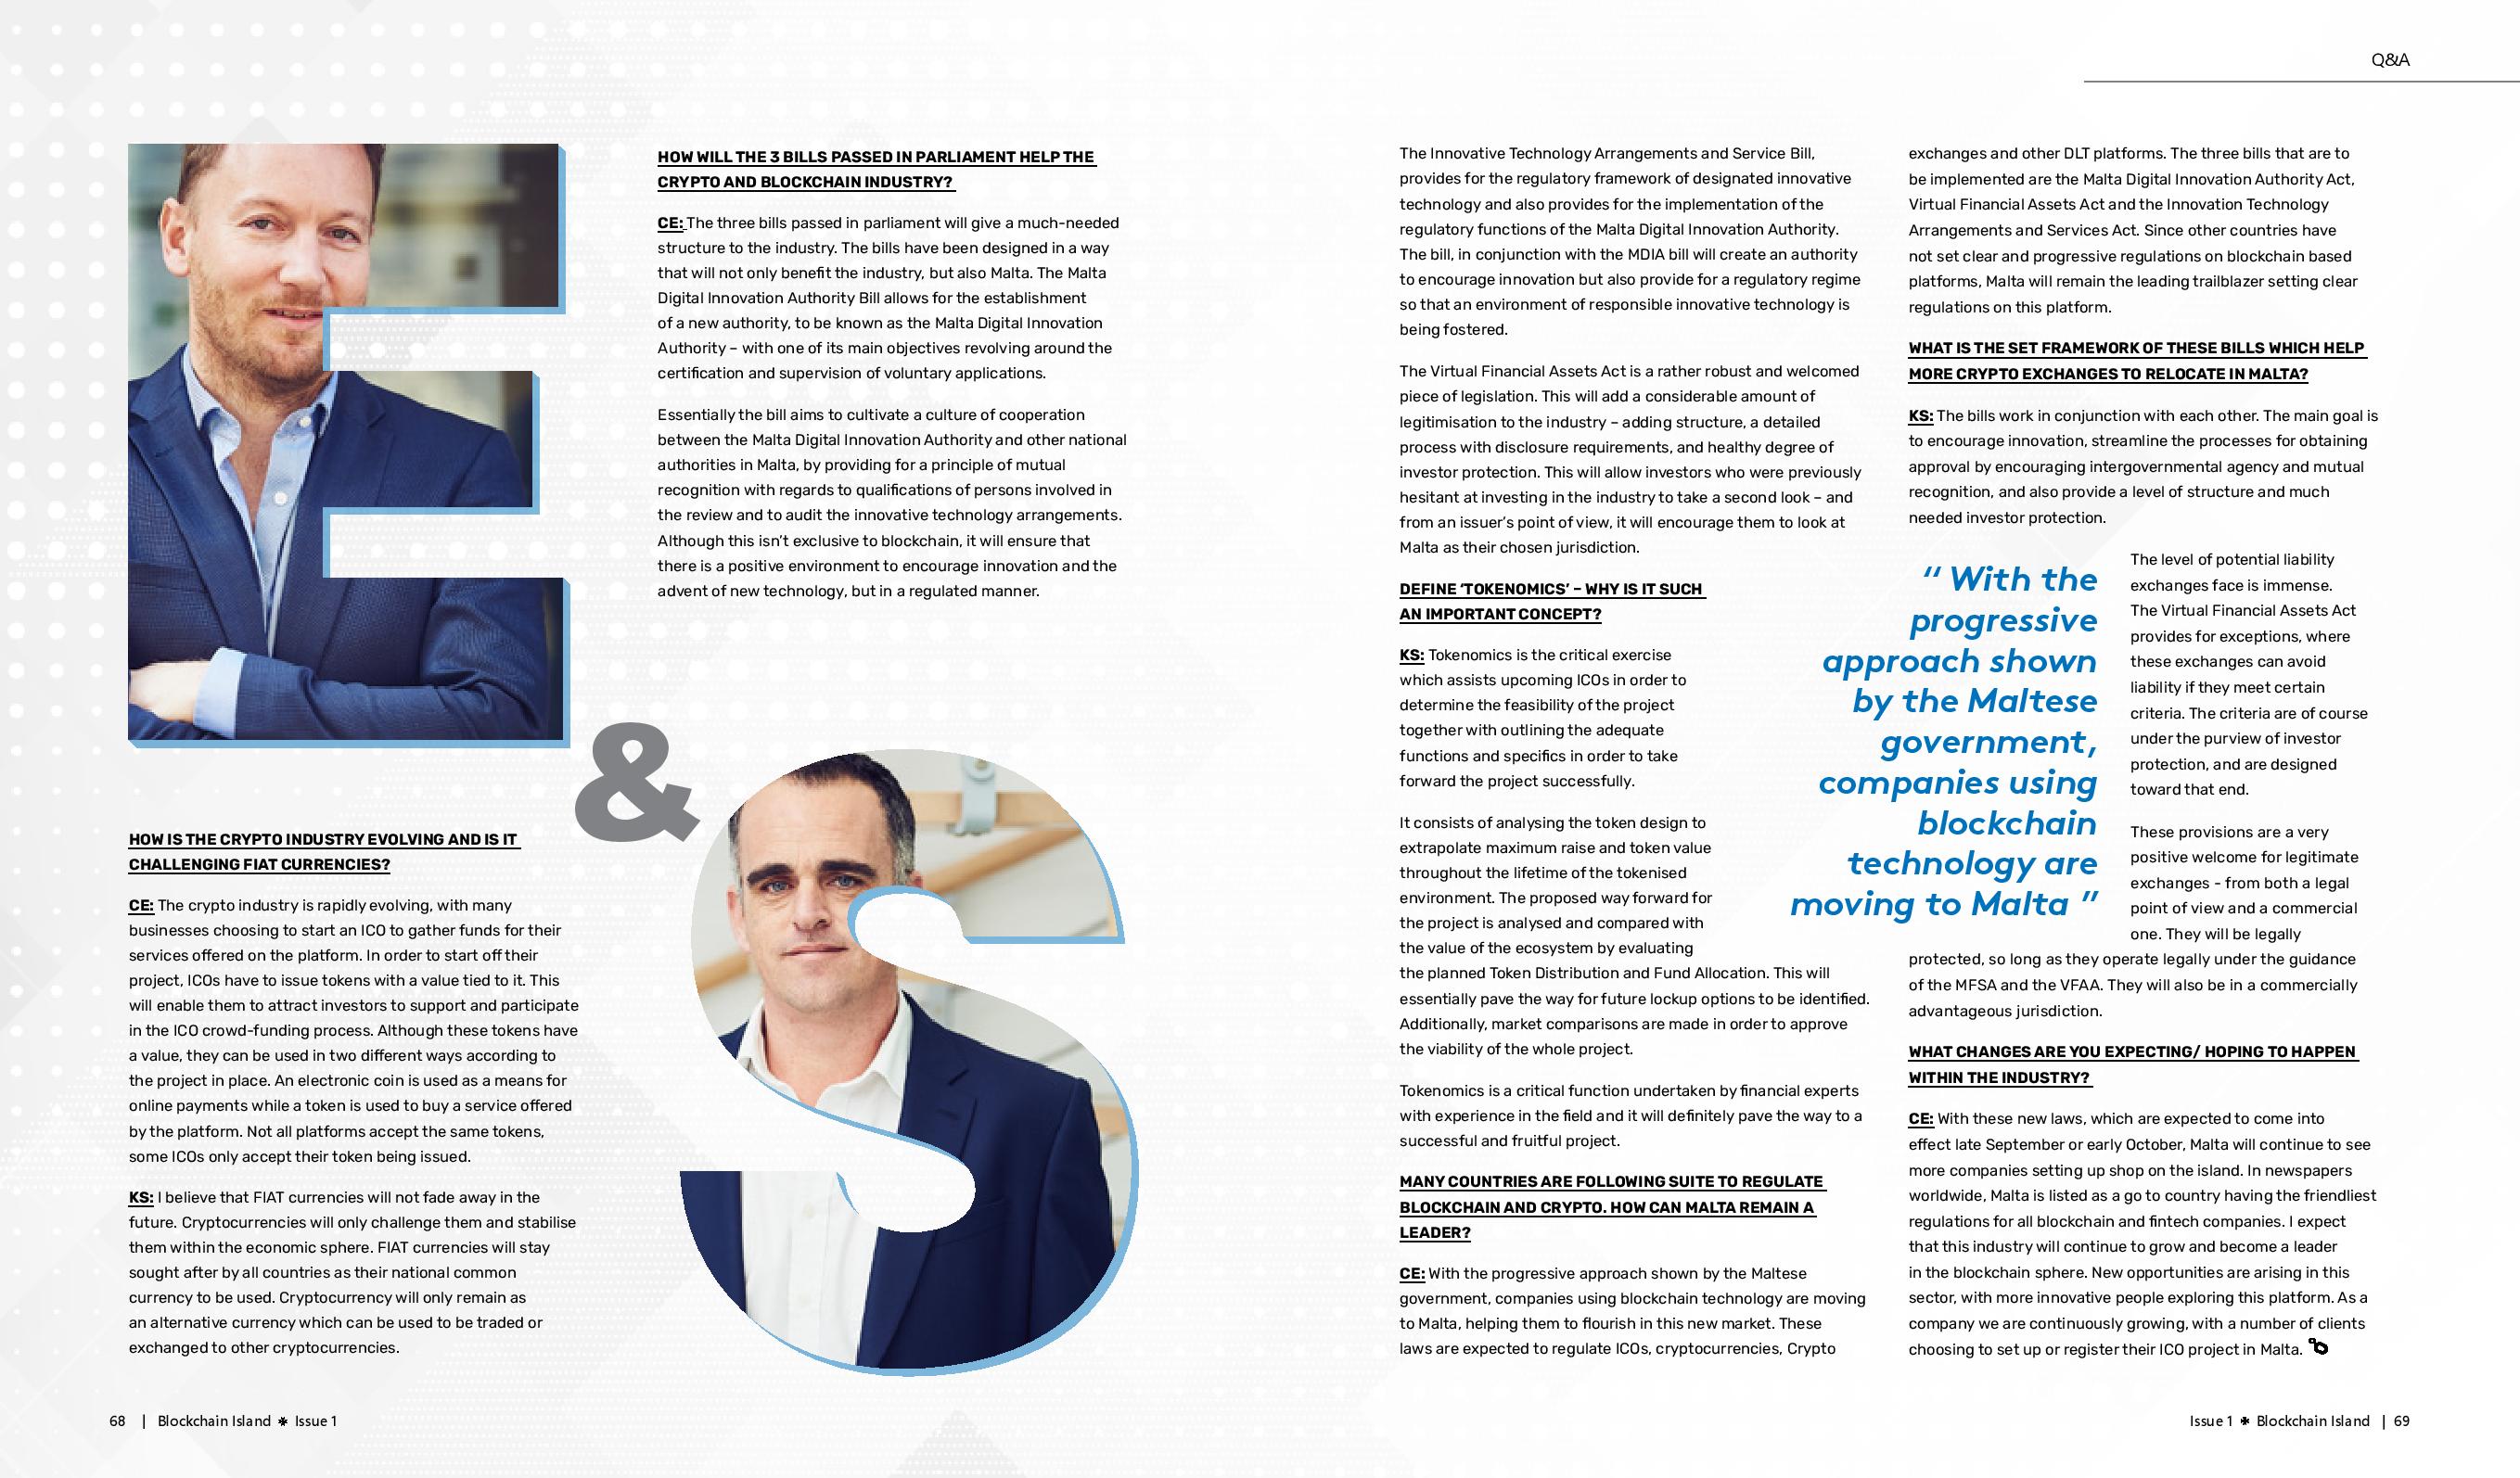 Q&A
E
&
S
HOW IS THE CRYPTO INDUSTRY EVOLVING AND IS IT
CHALLENGING FIAT CURRENCIES?
CE: The crypto industry is rapidly evolving, with many
businesses choosing to start an ICO to gather funds for their
services offered on the platform. In order to start off their
project, ICOs have to issue tokens with a value tied to it. This
will enable them to attract investors to support and participate
in the ICO crowd-funding process. Although these tokens have
a value, they can be used in two different ways according to
the project in place. An electronic coin is used as a means for
online payments while a token is used to buy a service offered
by the platform. Not all platforms accept the same tokens,
some ICOs only accept their token being issued.
KS: I believe that FIAT currencies will not fade away in the
future. Cryptocurrencies will only challenge them and stabilise
them within the economic sphere. FIAT currencies will stay
sought after by all countries as their national common
currency to be used. Cryptocurrency will only remain as
an alternative currency which can be used to be traded or
exchanged to other cryptocurrencies.
HOW WILL THE 3 BILLS PASSED IN PARLIAMENT HELP THE
CRYPTO AND BLOCKCHAIN INDUSTRY?
CE: The three bills passed in parliament will give a much-needed
structure to the industry. The bills have been designed in a way
that will not only benefit the industry, but also Malta. The Malta
Digital Innovation Authority Bill allows for the establishment
of a new authority, to be known as the Malta Digital Innovation
Authority – with one of its main objectives revolving around the
certification and supervision of voluntary applications.
Essentially the bill aims to cultivate a culture of cooperation
between the Malta Digital Innovation Authority and other national
authorities in Malta, by providing for a principle of mutual
recognition with regards to qualifications of persons involved in
the review and to audit the innovative technology arrangements.
Although this isn't exclusive to blockchain, it will ensure that
there is a positive environment to encourage innovation and the
advent of new technology, but in a regulated manner.
The Innovative Technology Arrangements and Service Bill,
provides for the regulatory framework of designated innovative
technology and also provides for the implementation of the
regulatory functions of the Malta Digital Innovation Authority.
The bill, in conjunction with the MDIA bill will create an authority
to encourage innovation but also provide for a regulatory regime
so that an environment of responsible innovative technology is
being fostered.
The Virtual Financial Assets Act is a rather robust and welcomed
piece of legislation. This will add a considerable amount of
legitimisation to the industry – adding structure, a detailed
process with disclosure requirements, and healthy degree of
investor protection. This will allow investors who were previously
hesitant at investing in the industry to take a second look – and
from an issuer's point of view, it will encourage them to look at
Malta as their chosen jurisdiction.
DEFINE 'TOKENOMICS' – WHY IS IT SUCH
AN IMPORTANT CONCEPT?
KS: Tokenomics is the critical exercise
which assists upcoming ICOs in order to
determine the feasibility of the project
together with outlining the adequate
functions and specifics in order to take
forward the project successfully.
It consists of analysing the token design to
extrapolate maximum raise and token value
throughout the lifetime of the tokenised
environment. The proposed way forward for
the project is analysed and compared with
the value of the ecosystem by evaluating
the planned Token Distribution and Fund Allocation. This will
essentially pave the way for future lockup options to be identified.
Additionally, market comparisons are made in order to approve
the viability of the whole project.
Tokenomics is a critical function undertaken by financial experts
with experience in the field and it will definitely pave the way to a
successful and fruitful project.
MANY COUNTRIES ARE FOLLOWING SUITE TO REGULATE
BLOCKCHAIN AND CRYPTO. HOW CAN MALTA REMAIN A
LEADER?
CE: With the progressive approach shown by the Maltese
government, companies using blockchain technology are moving
to Malta, helping them to flourish in this new market. These
laws are expected to regulate ICOs, cryptocurrencies, Crypto
exchanges and other DLT platforms. The three bills that are to
be implemented are the Malta Digital Innovation Authority Act,
Virtual Financial Assets Act and the Innovation Technology
Arrangements and Services Act. Since other countries have
not set clear and progressive regulations on blockchain based
platforms, Malta will remain the leading trailblazer setting clear
regulations on this platform.
WHAT IS THE SET FRAMEWORK OF THESE BILLS WHICH HELP
MORE CRYPTO EXCHANGES TO RELOCATE IN MALTA?
KS: The bills work in conjunction with each other. The main goal is
to encourage innovation, streamline the processes for obtaining
approval by encouraging intergovernmental agency and mutual
recognition, and also provide a level of structure and much
needed investor protection.
" With the
progressive
approach shown
by the Maltese
government,
companies using
blockchain
technology are
moving to Malta "
The level of potential liability
exchanges face is immense.
The Virtual Financial Assets Act
provides for exceptions, where
these exchanges can avoid
liability if they meet certain
criteria. The criteria are of course
under the purview of investor
protection, and are designed
toward that end.
These provisions are a very
positive welcome for legitimate
exchanges - from both a legal
point of view and a commercial
one. They will be legally
protected, so long as they operate legally under the guidance
of the MFSA and the VFAA. They will also be in a commercially
advantageous jurisdiction.
WHAT CHANGES ARE YOU EXPECTING/ HOPING TO HAPPEN
WITHIN THE INDUSTRY?
CE: With these new laws, which are expected to come into
effect late September or early October, Malta will continue to see
more companies setting up shop on the island. In newspapers
worldwide, Malta is listed as a go to country having the friendliest
regulations for all blockchain and fintech companies. I expect
that this industry will continue to grow and become a leader
in the blockchain sphere. New opportunities are arising in this
sector, with more innovative people exploring this platform. As a
company we are continuously growing, with a number of clients
choosing to set up or register their ICO project in Malta.
68 | Blockchain Island ✱ Issue 1
Issue 1 ✱ Blockchain Island | 69